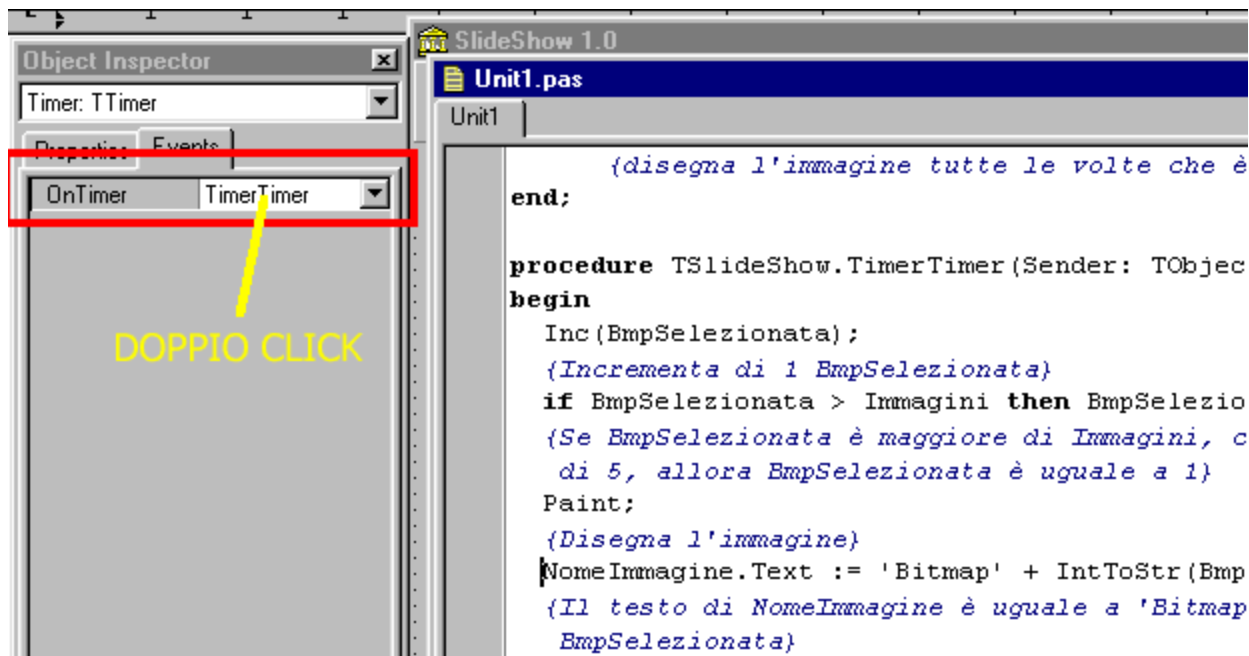 Object Inspector
Timer: TTimer
Properties Events
OnTimer TimerTimer
DOPPIO CLICK
SlideShow 1.0
Unit1.pas
Unit1
{disegna l'immagine tutte le volte che è
end;
procedure TSlideShow.TimerTimer(Sender: TObjec
begin
Inc(BmpSelezionata);
{Incrementa di 1 BmpSelezionata}
if BmpSelezionata > Immagini then BmpSelezio
{Se BmpSelezionata è maggiore di Immagini, c
di 5, allora BmpSelezionata è uguale a 1}
Paint;
{Disegna l'immagine}
NomeImmagine.Text := 'Bitmap' + IntToStr(Bmp
{Il testo di NomeImmagine è uguale a 'Bitmap
BmpSelezionata}